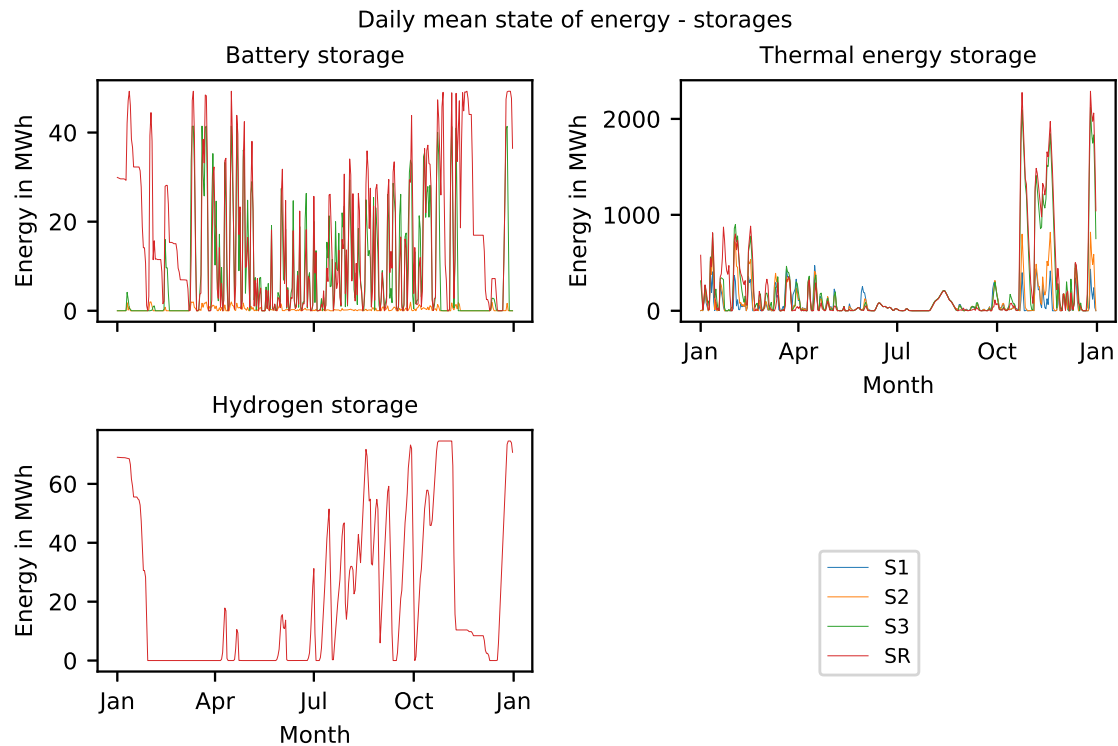 Daily mean state of energy - storages
Battery storage
Energy in MWh
40
20
0
Thermal energy storage
Energy in MWh
2000
1000
0
Jan Apr Jul Oct Jan
Month
Hydrogen storage
Energy in MWh
60
40
20
0
Jan Apr Jul Oct Jan
Month
S1
S2
S3
SR